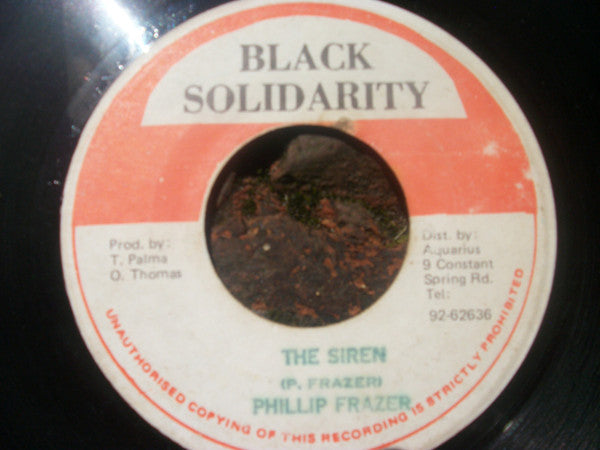 BLACK
SOLIDARITY
Prod. by:
T. Palma
O. Thomas
Dist. by:
Aquarius
9 Constant
Spring Rd.
Tel:
92-62636
THE SIREN
(P. FRAZER)
PHILLIP FRAZER
UNAUTHORISED COPYING OF THIS RECORDING IS STRICTLY PROHIBITED